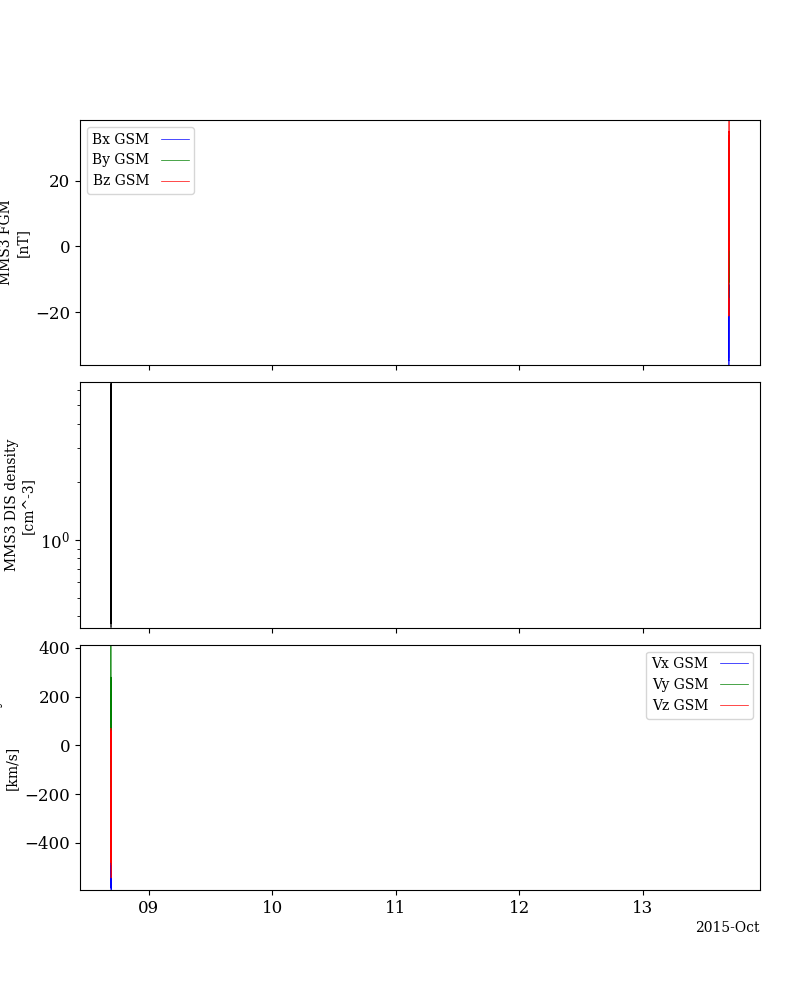 Bx GSM
By GSM
Bz GSM
20
0
−20
MMS3 FGM
[nT]
10⁰
MMS3 DIS density
[cm^-3]
400
200
0
−200
−400
[km/s]
Vx GSM
Vy GSM
Vz GSM
09 10 11 12 13
2015-Oct